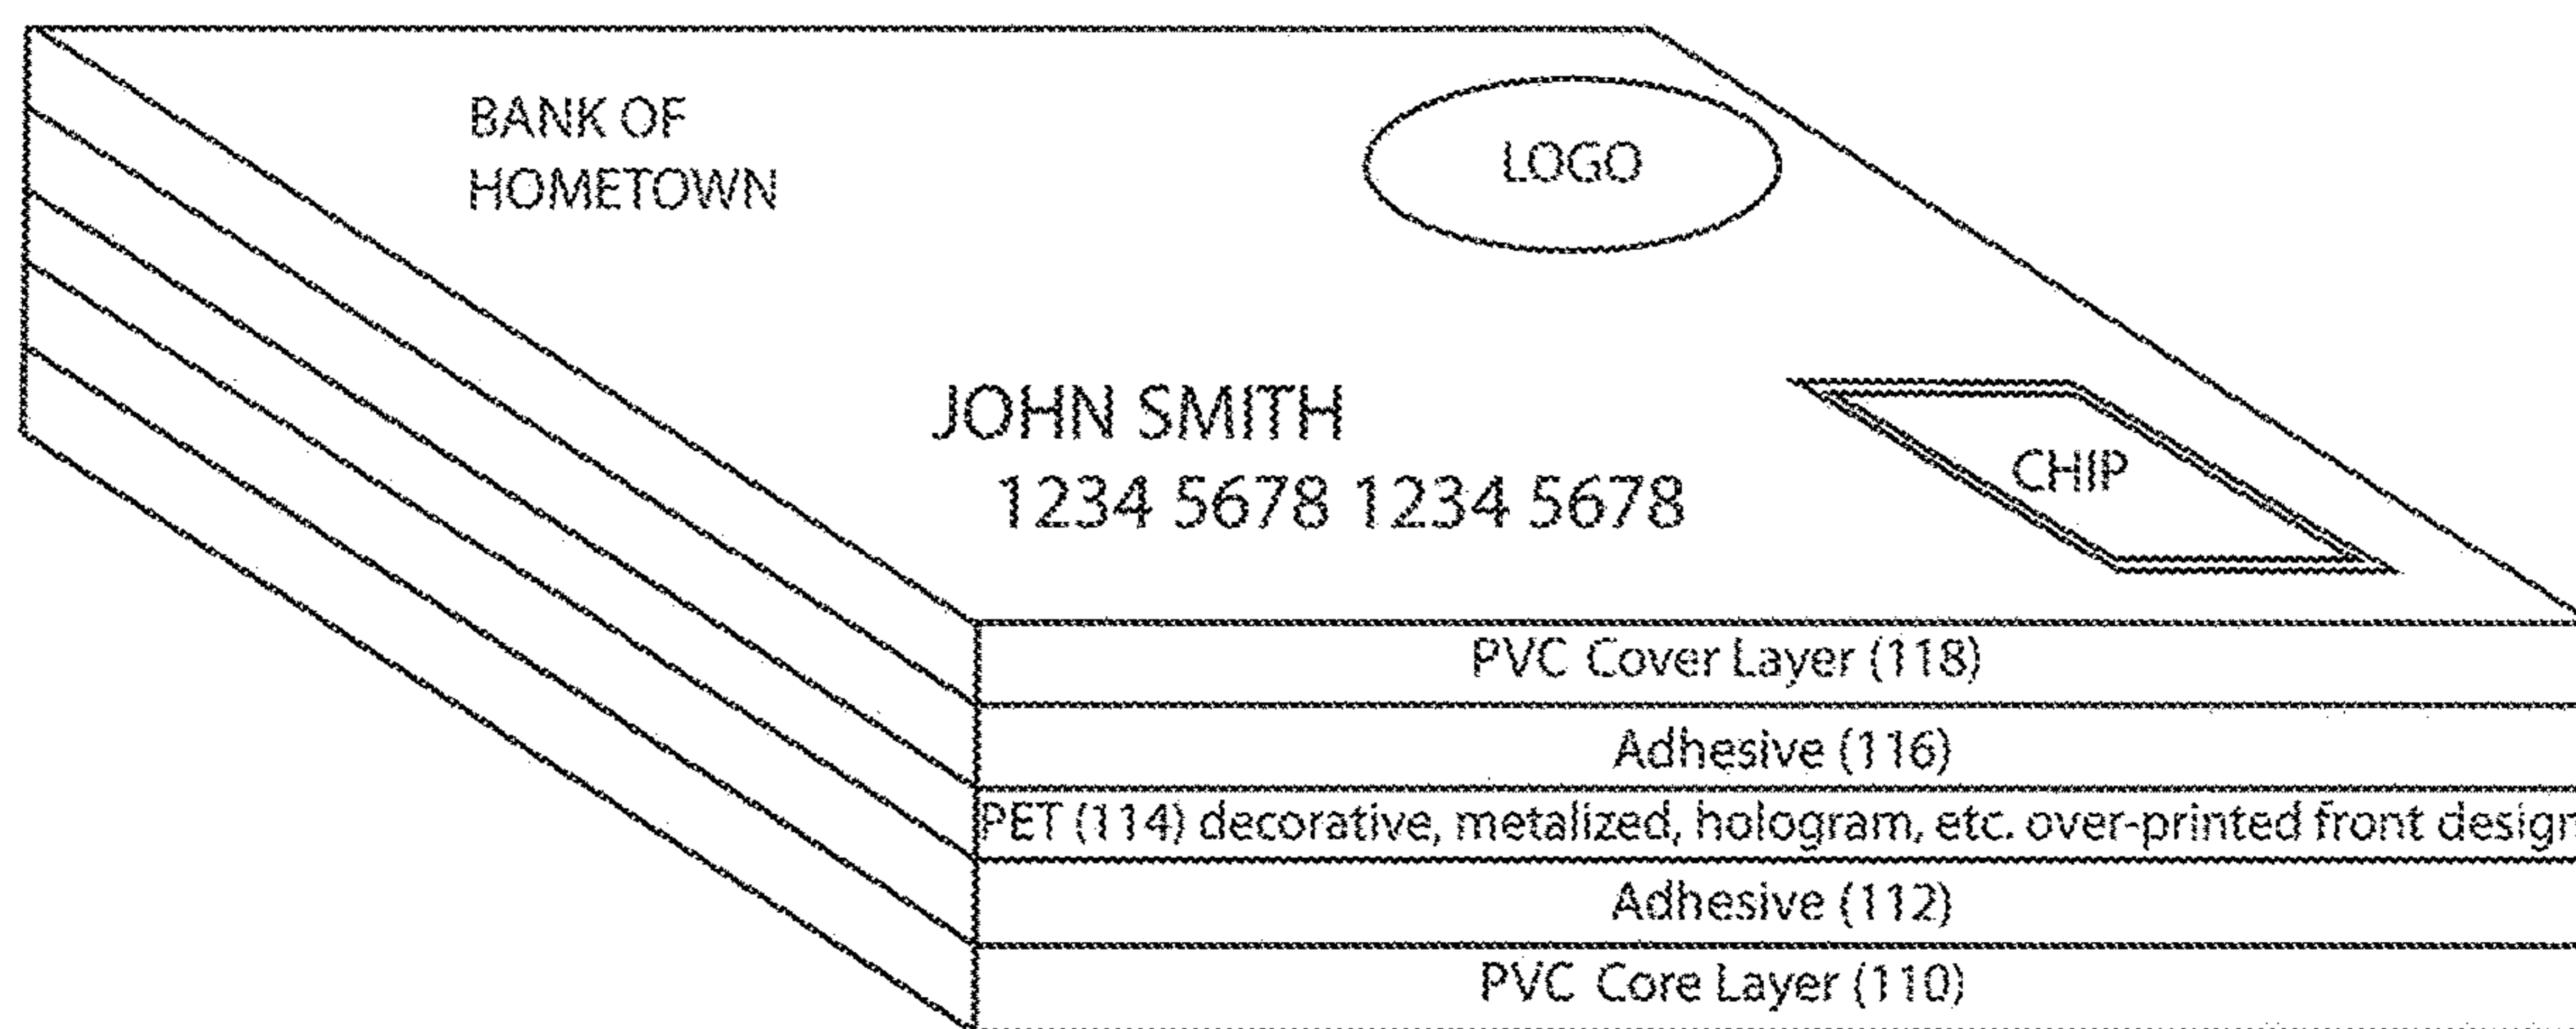 BANK OF
HOMETOWN
LOGO
JOHN SMITH
1234 5678 1234 5678
CHIP
PVC Cover Layer (118)
Adhesive (116)
PET (114) decorative, metalized, hologram, etc. over-printed front design
Adhesive (112)
PVC Core Layer (110)